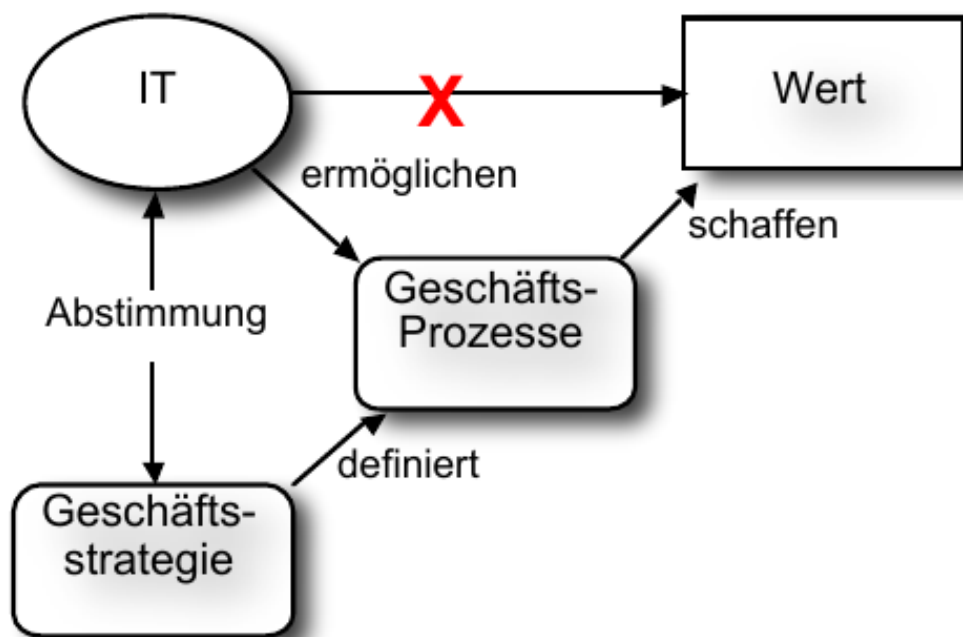 IT
X
Wert
ermöglichen
schaffen
Geschäfts-
Prozesse
Abstimmung
definiert
Geschäfts-
strategie